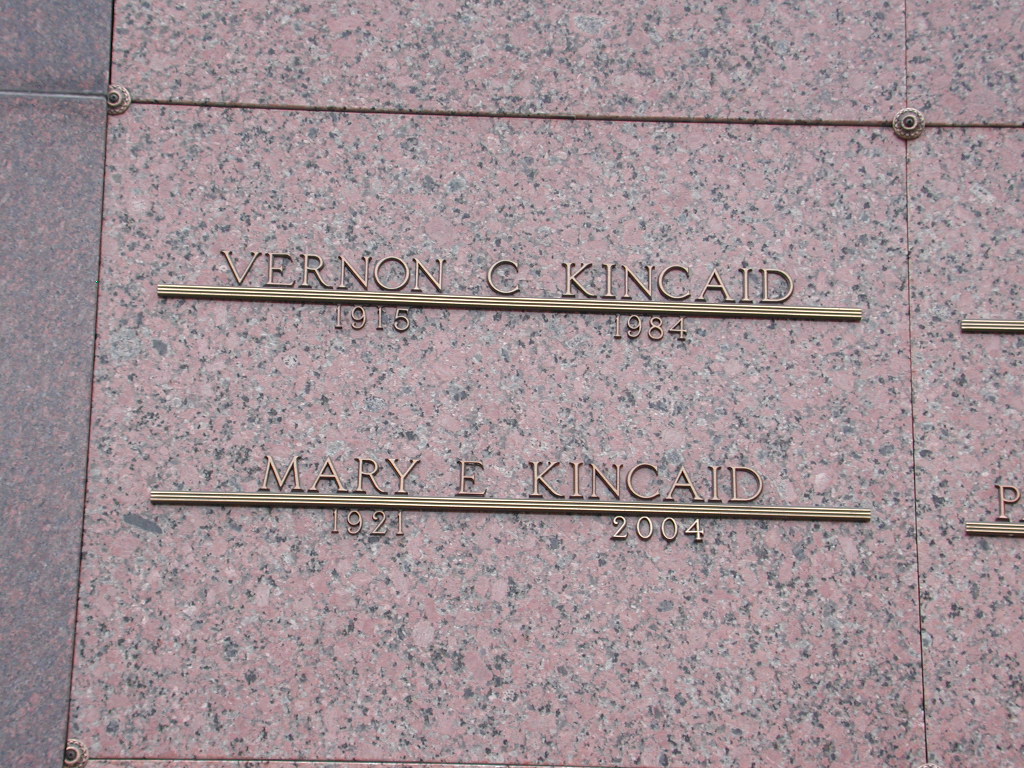 VERNON C KINCAID
1915 1984
MARY E KINCAID
1921 2004
P